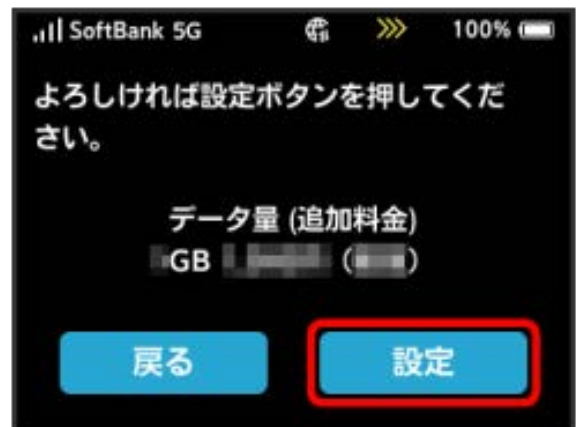 SoftBank 5G 100%
よろしければ設定ボタンを押してくだ
さい。
データ量 (追加料金)
GB ( )
戻る 設定